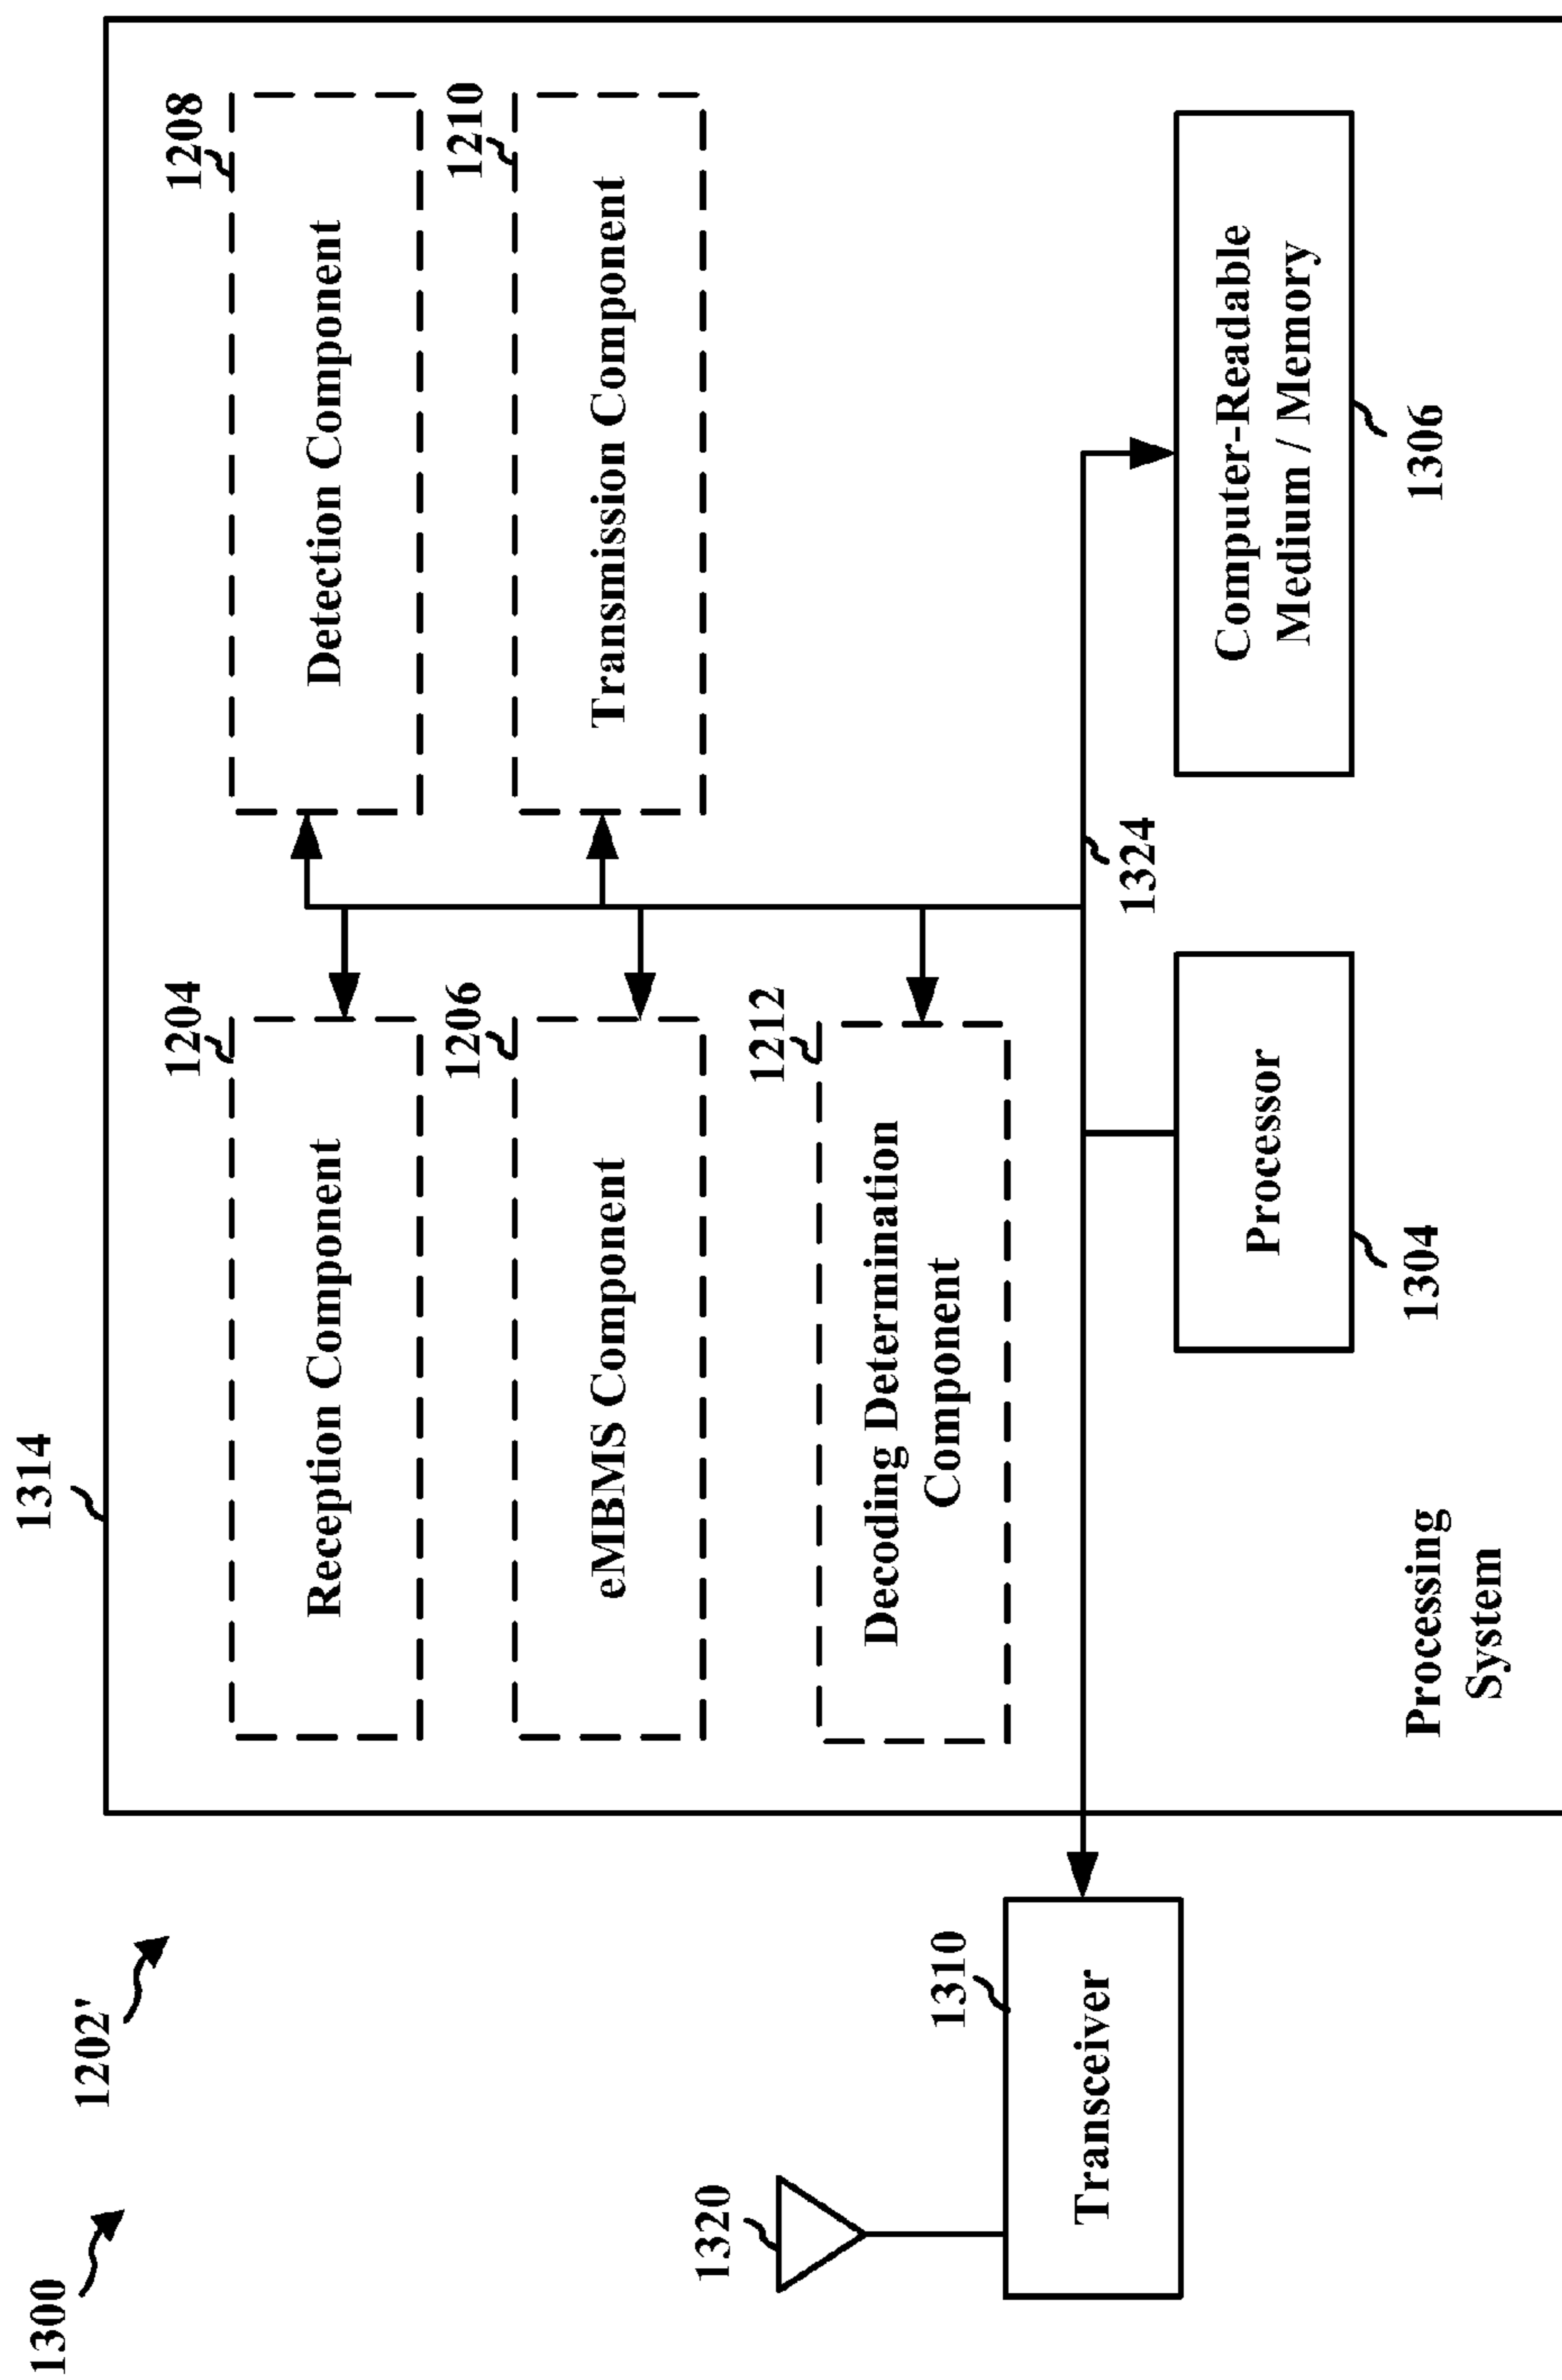 1300
1202'
1314
1204
Reception Component
1208
Detection Component
1206
eMBMS Component
1210
Transmission Component
1212
Decoding Determination
Component
1320
1310
Transceiver
1324
Processor
1304
Computer-Readable
Medium / Memory
1306
Processing
System